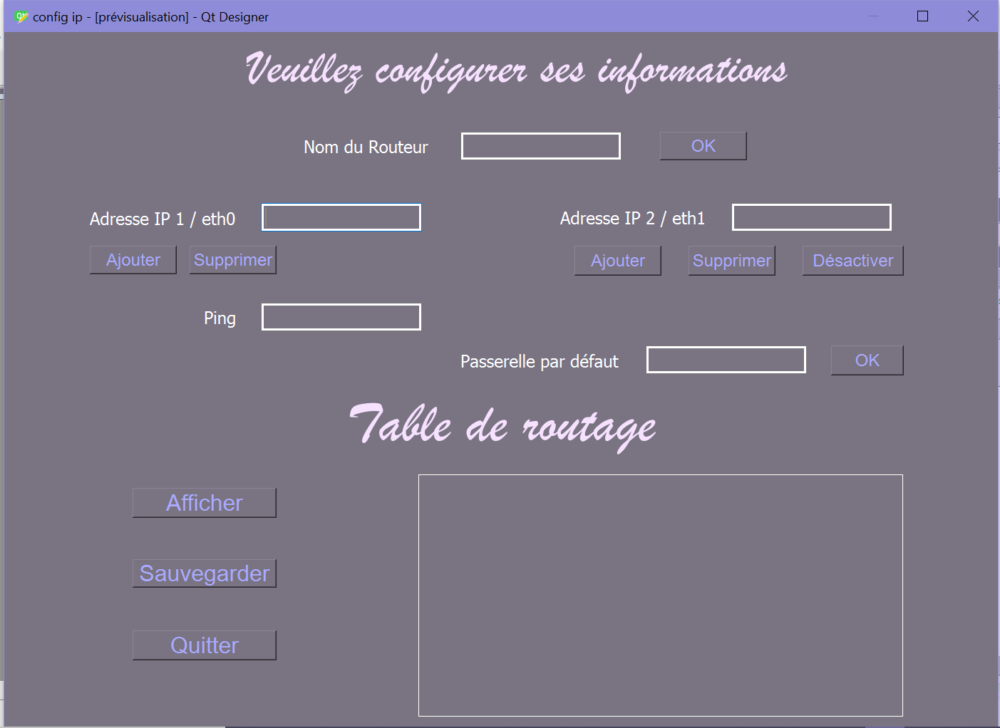 config ip - [prévisualisation] - Qt Designer
Veuillez configurer ses informations
Nom du Routeur
OK
Adresse IP 1 / eth0
Adresse IP 2 / eth1
Ajouter
Supprimer
Ajouter
Supprimer
Désactiver
Ping
Passerelle par défaut
OK
Table de routage
Afficher
Sauvegarder
Quitter